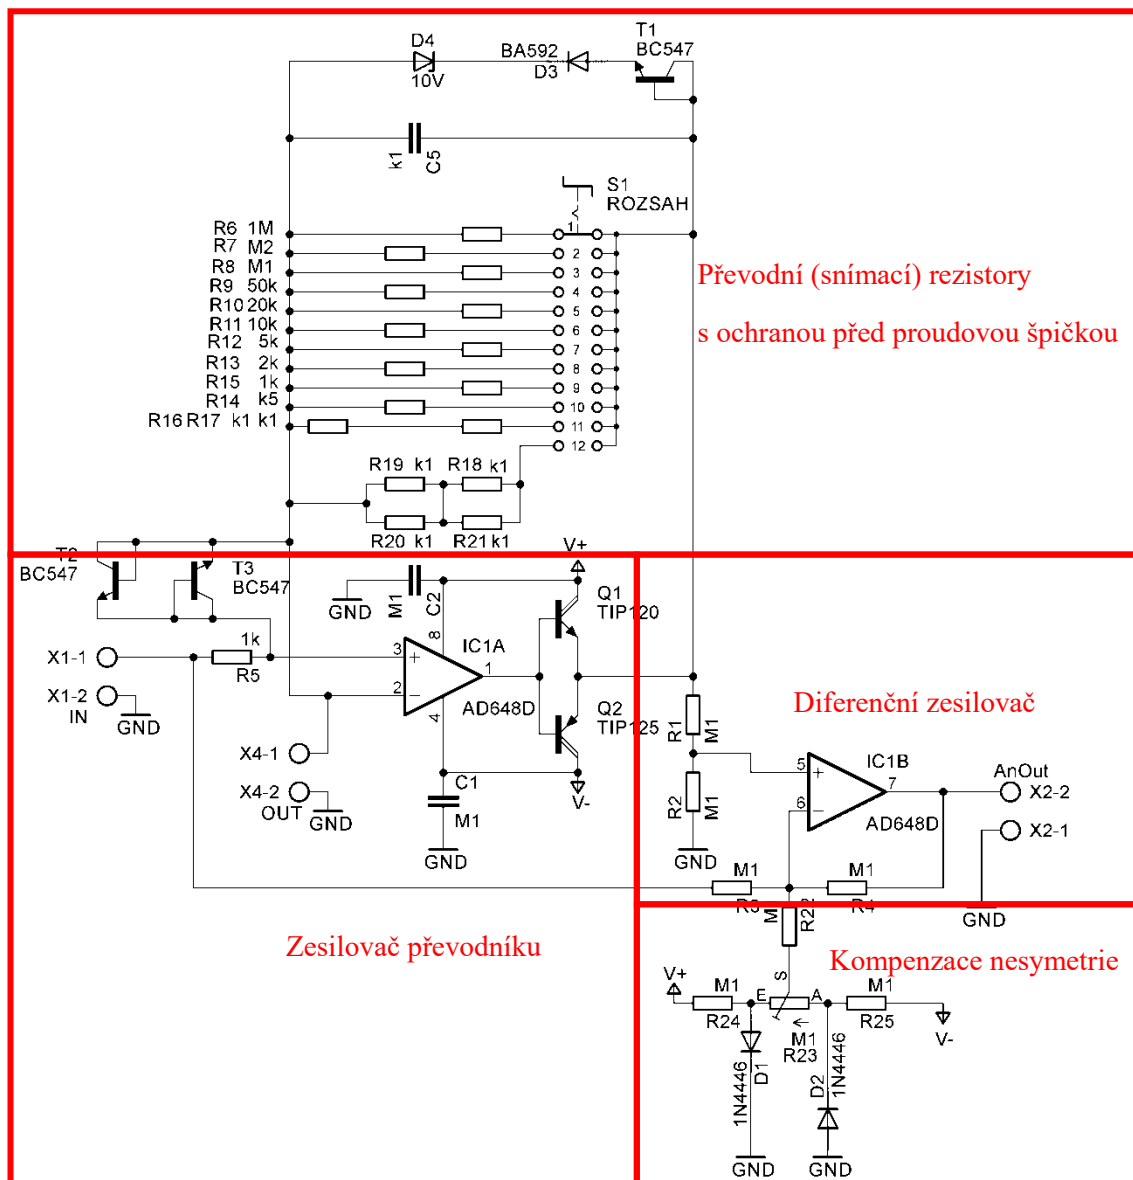 T1
BC547
D4
10V
BA592
D3
k1
C5
S1
ROZSAH
R6 1M
R7 M2
R8 M1
R9 50k
R10 20k
R11 10k
R12 5k
R13 2k
R15 1k
R14 k5
R16 R17 k1 k1
1
2
3
4
5
6
7
8
9
10
11
12
Převodní (snímací) rezistory
s ochranou před proudovou špičkou
R19 k1
R18 k1
R20 k1
R21 k1
T2
BC547
T3
BC547
V+
GND
M1
C2
Q1
TIP120
8
IC1A
3
+
1
2
−
4
AD648D
1k
R5
X1-1
X1-2
IN
GND
Q2
TIP125
X4-1
X4-2
OUT
GND
C1
M1
GND
V-
Diferenční zesilovač
R1
M1
R2
M1
GND
IC1B
5
+
7
6
−
AD648D
AnOut
X2-2
X2-1
GND
M1
R3
M1
R4
M
R22
Zesilovač převodníku
Kompenzace nesymetrie
V+
M1
R24
E
S
A
M1
R23
M1
R25
V-
1N4446
D1
D2
1N4446
GND
GND